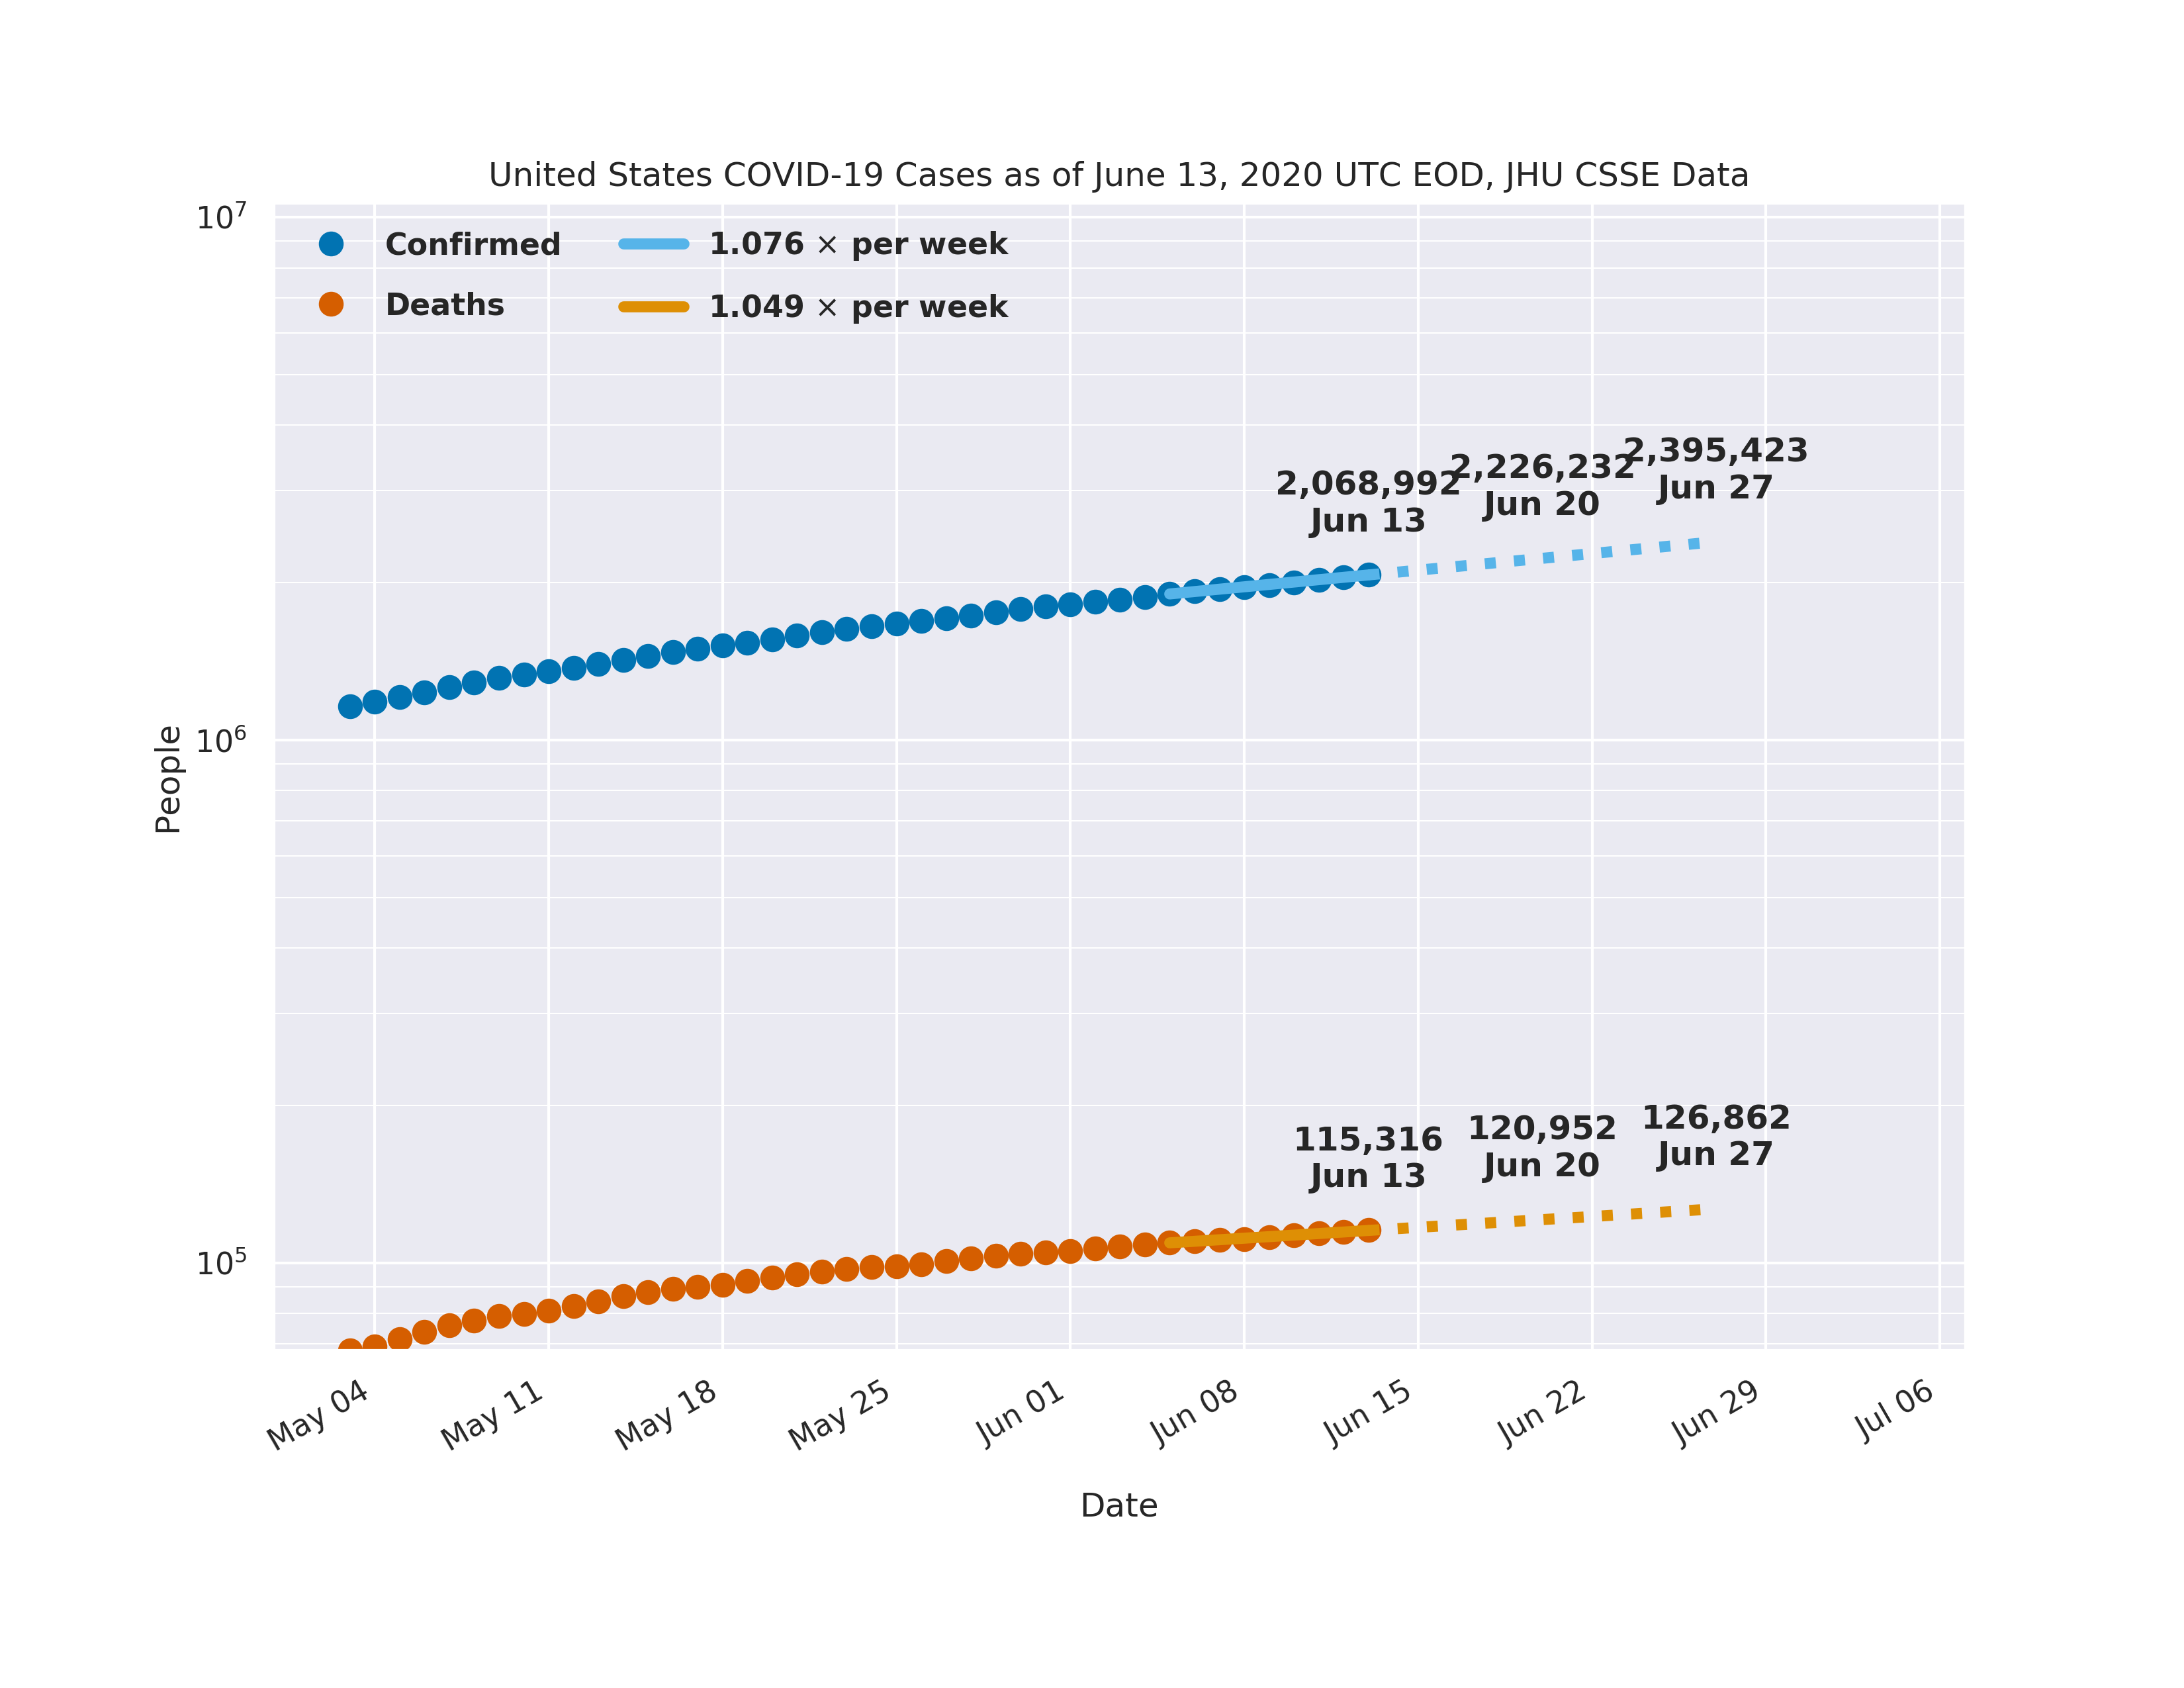 United States COVID-19 Cases as of June 13, 2020 UTC EOD, JHU CSSE Data
10⁷
Confirmed
1.076 × per week
Deaths
1.049 × per week
2,068,992
Jun 13
2,226,232
Jun 20
2,395,423
Jun 27
10⁶
People
115,316
Jun 13
120,952
Jun 20
126,862
Jun 27
10⁵
May 04
May 11
May 18
May 25
Jun 01
Jun 08
Jun 15
Jun 22
Jun 29
Jul 06
Date